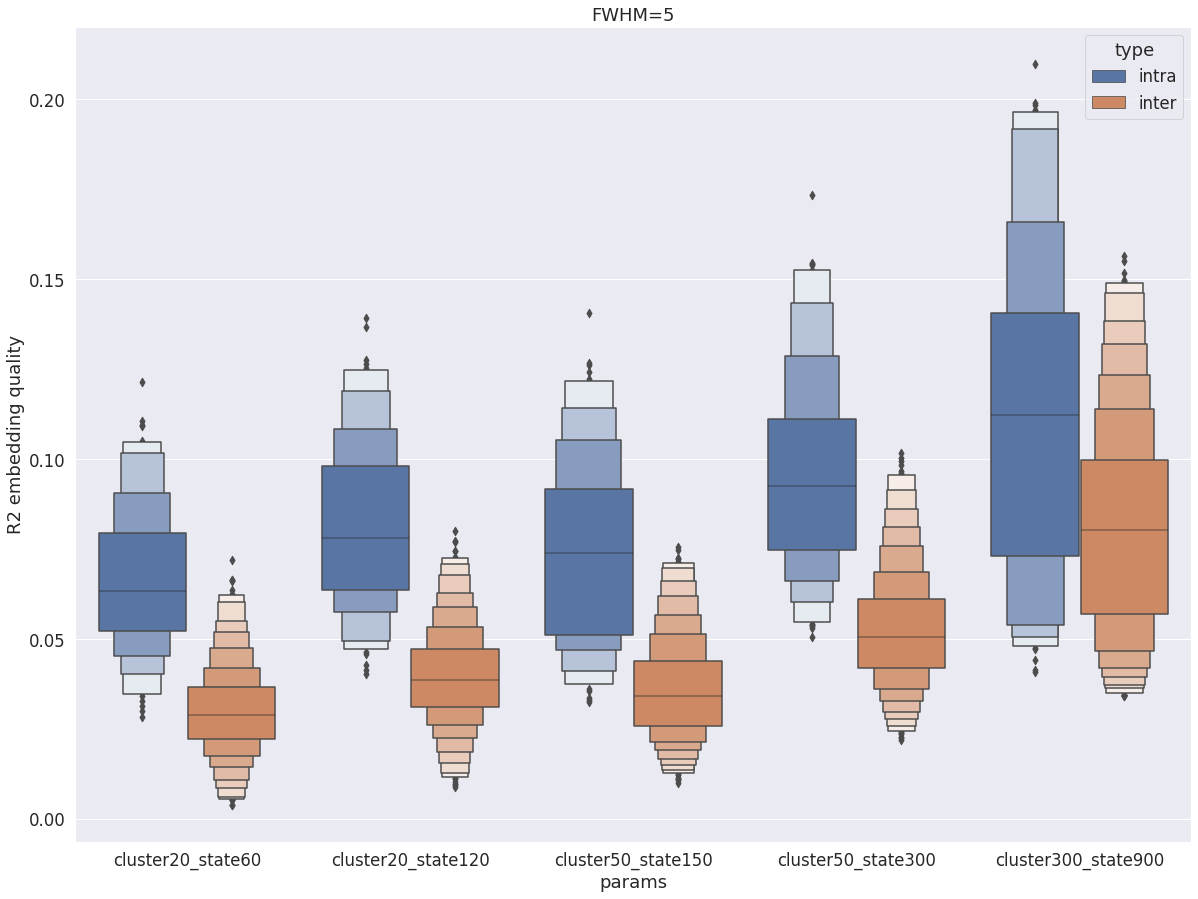 FWHM=5
type
intra
inter
R2 embedding quality
0.20
0.15
0.10
0.05
0.00
cluster20_state60
cluster20_state120
cluster50_state150
cluster50_state300
cluster300_state900
params